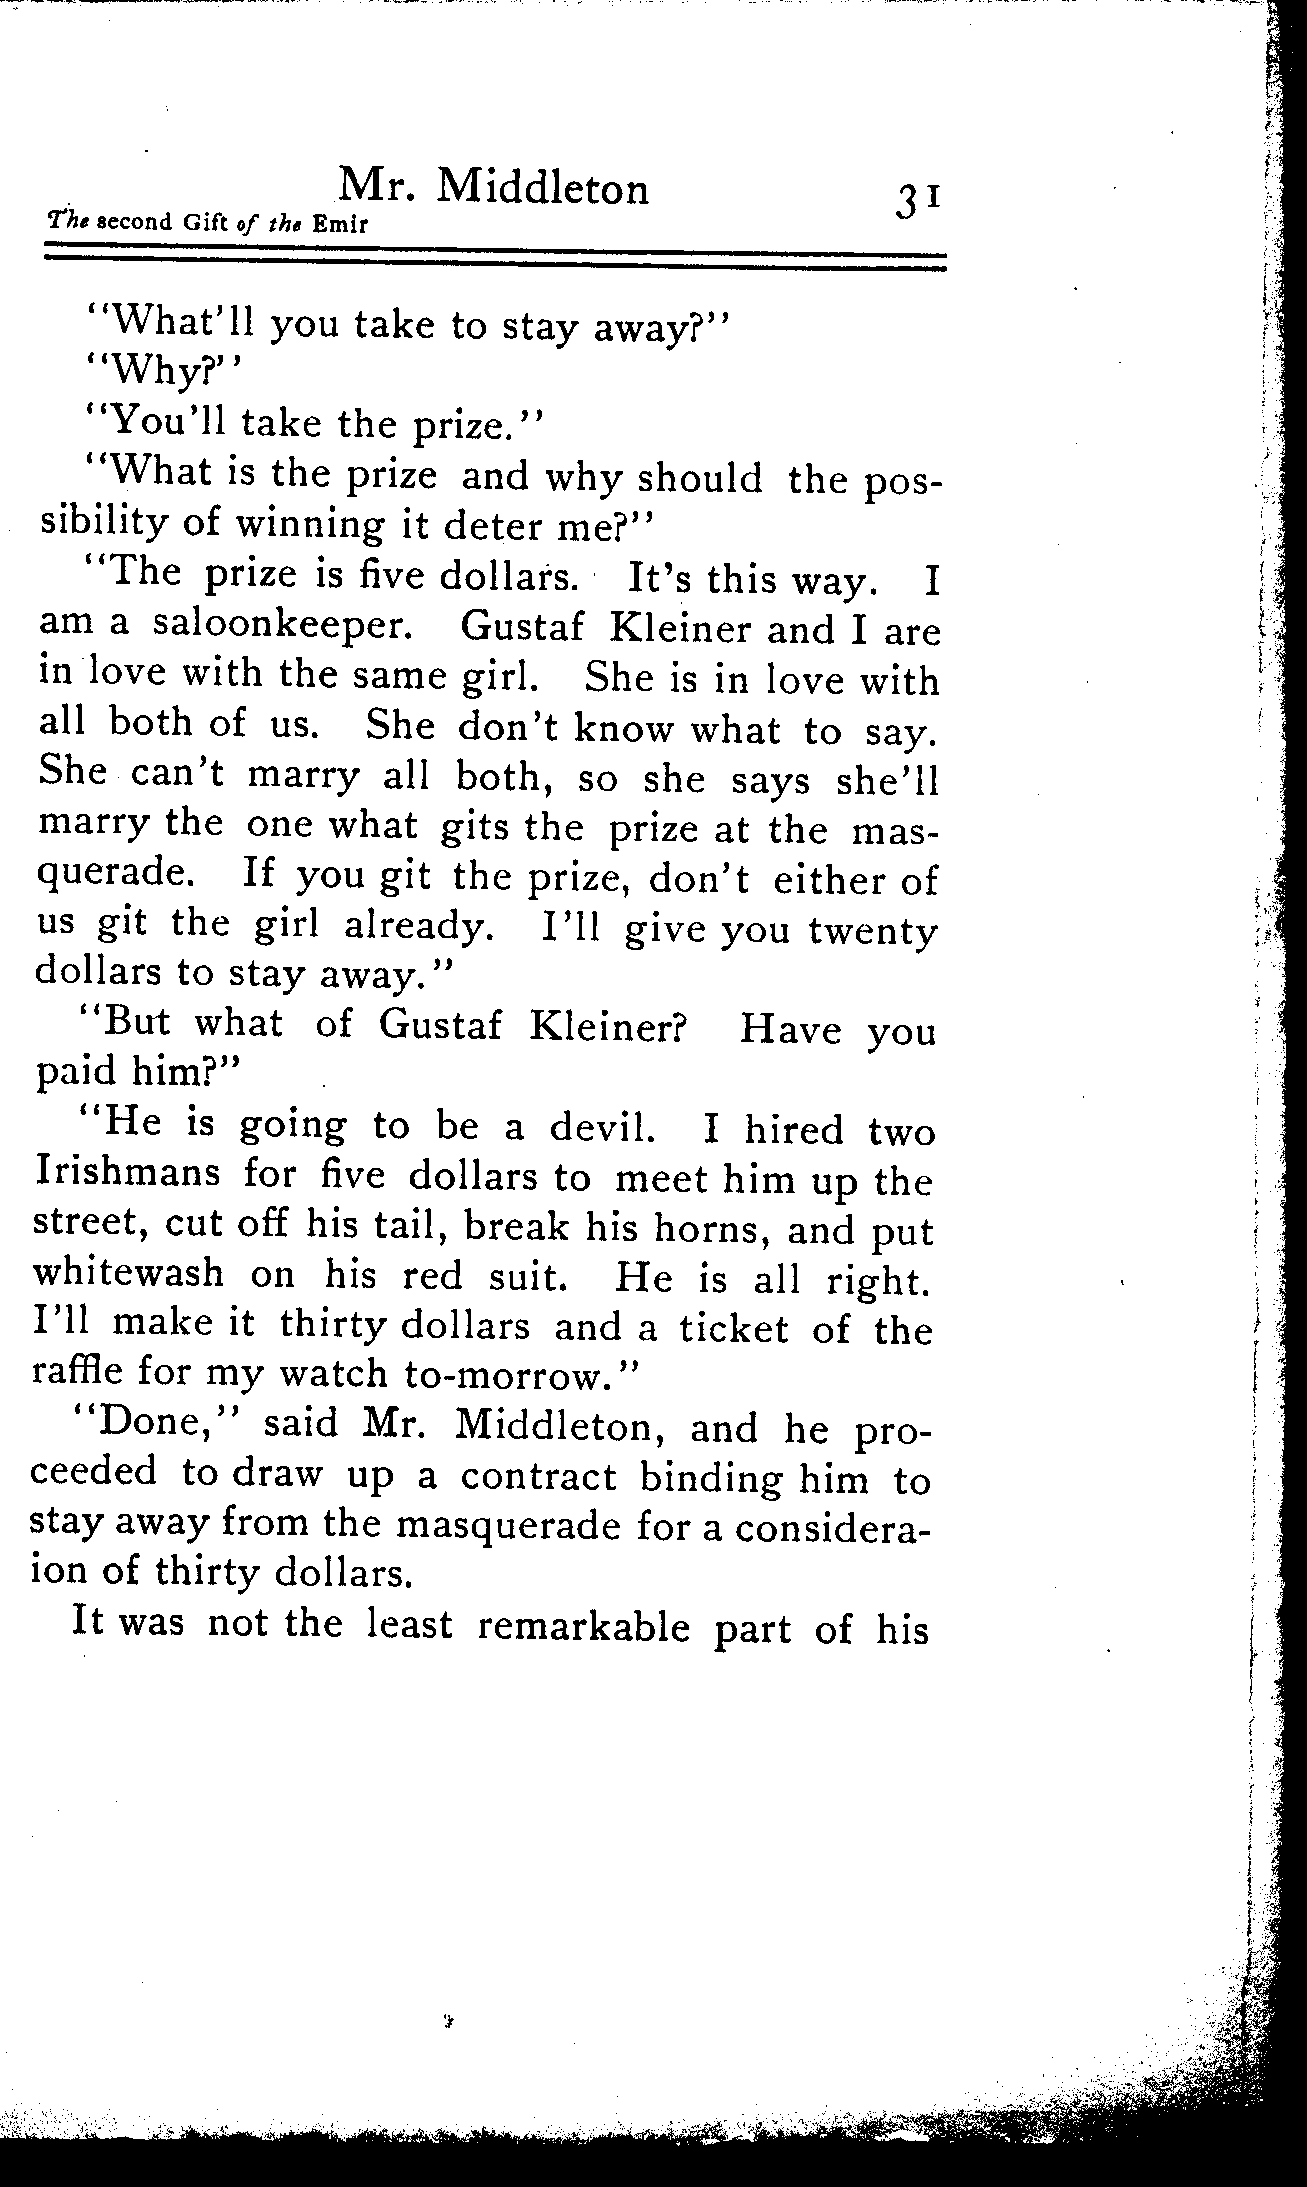 Mr. Middleton 31
The second Gift of the Emir
"What'll you take to stay away?"
"Why?"
"You'll take the prize."
"What is the prize and why should the pos-
sibility of winning it deter me?"
"The prize is five dollars. It's this way. I
am a saloonkeeper. Gustaf Kleiner and I are
in love with the same girl. She is in love with
all both of us. She don't know what to say.
She can't marry all both, so she says she'll
marry the one what gits the prize at the mas-
querade. If you git the prize, don't either of
us git the girl already. I'll give you twenty
dollars to stay away."
"But what of Gustaf Kleiner? Have you
paid him?"
"He is going to be a devil. I hired two
Irishmans for five dollars to meet him up the
street, cut off his tail, break his horns, and put
whitewash on his red suit. He is all right.
I'll make it thirty dollars and a ticket of the
raffle for my watch to-morrow."
"Done," said Mr. Middleton, and he pro-
ceeded to draw up a contract binding him to
stay away from the masquerade for a considera-
ion of thirty dollars.
It was not the least remarkable part of his